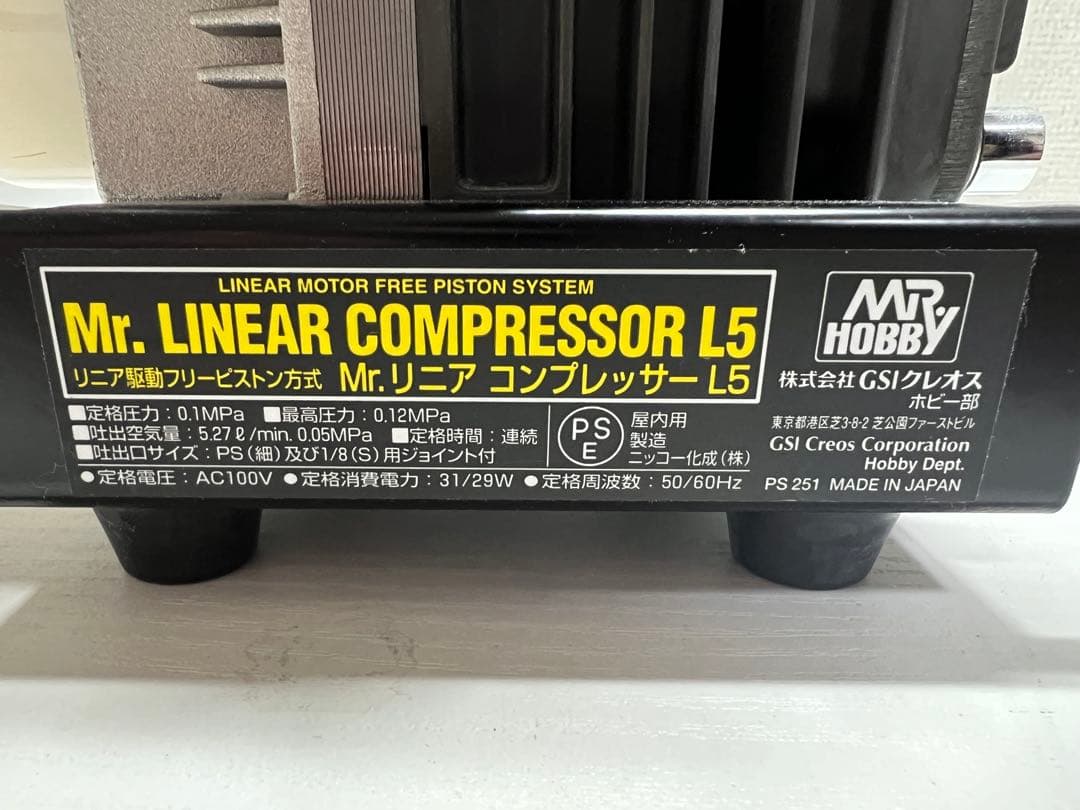 LINEAR MOTOR FREE PISTON SYSTEM
Mr. LINEAR COMPRESSOR L5
リニア駆動フリーピストン方式 Mr.リニア コンプレッサー L5
■定格圧力：0.1MPa ■最高圧力：0.12MPa
■吐出空気量：5.27ℓ/min. 0.05MPa ■定格時間：連続
■吐出口サイズ：PS(細)及び1/8(S)用ジョイント付
PS
E
屋内用
製造
ニッコー化成(株)
●定格電圧：AC100V ●定格消費電力：31/29W ●定格周波数：50/60Hz
MR.
HOBBY
株式会社 GSIクレオス
ホビー部
東京都港区芝3-8-2 芝公園ファーストビル
GSI Creos Corporation
Hobby Dept.
PS 251 MADE IN JAPAN